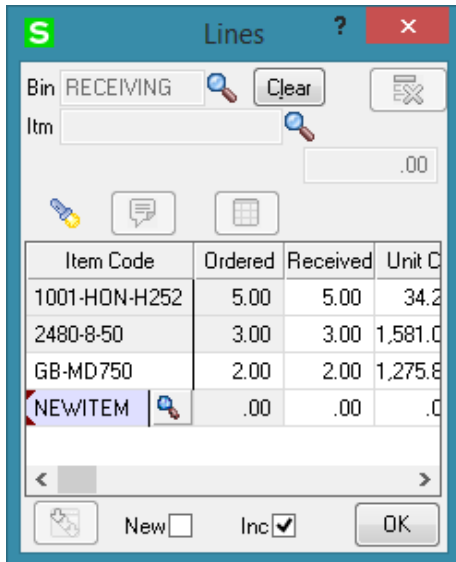 S Lines ? ×
Bin RECEIVING Clear
Itm
.00
Item Code Ordered Received Unit C
1001-HON-H252 5.00 5.00 34.2
2480-8-50 3.00 3.00 1,581.0
GB-MD750 2.00 2.00 1,275.8
NEWITEM .00 .00 .0
New Inc OK